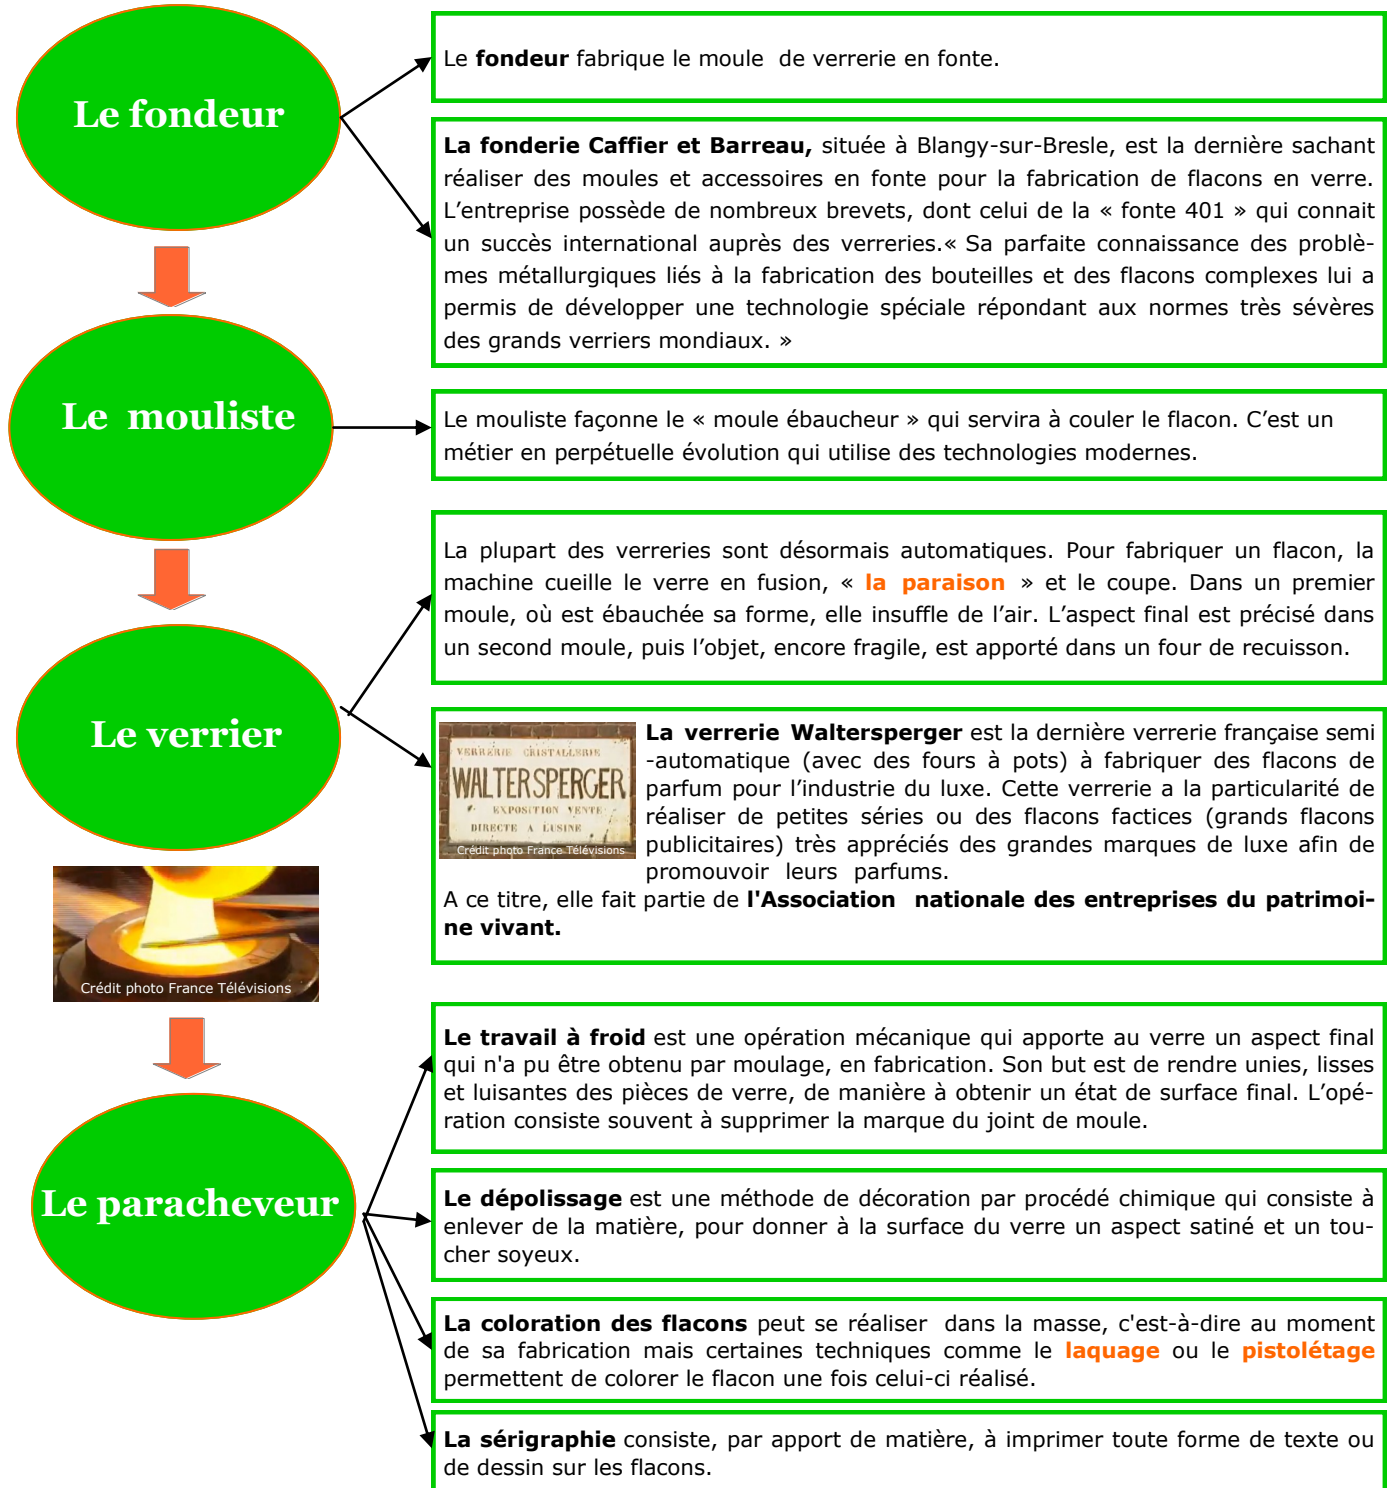 Le fondeur
Le fondeur fabrique le moule de verrerie en fonte.
La fonderie Caffier et Barreau, située à Blangy-sur-Bresle, est la dernière sachant
réaliser des moules et accessoires en fonte pour la fabrication de flacons en verre.
L’entreprise possède de nombreux brevets, dont celui de la « fonte 401 » qui connait
un succès international auprès des verreries.« Sa parfaite connaissance des problè-
mes métallurgiques liés à la fabrication des bouteilles et des flacons complexes lui a
permis de développer une technologie spéciale répondant aux normes très sévères
des grands verriers mondiaux. »
Le mouliste
Le mouliste façonne le « moule ébaucheur » qui servira à couler le flacon. C’est un
métier en perpétuelle évolution qui utilise des technologies modernes.
Le verrier
La plupart des verreries sont désormais automatiques. Pour fabriquer un flacon, la
machine cueille le verre en fusion, « la paraison » et le coupe. Dans un premier
moule, où est ébauchée sa forme, elle insuffle de l’air. L’aspect final est précisé dans
un second moule, puis l’objet, encore fragile, est apporté dans un four de recuisson.
VERRERIE CRISTALLERIE
WALTERSPERGER
EXPOSITION VENTE
DIRECTE A LUSINE
Crédit photo France Télévisions
La verrerie Waltersperger est la dernière verrerie française semi
-automatique (avec des fours à pots) à fabriquer des flacons de
parfum pour l’industrie du luxe. Cette verrerie a la particularité de
réaliser de petites séries ou des flacons factices (grands flacons
publicitaires) très appréciés des grandes marques de luxe afin de
promouvoir leurs parfums.
A ce titre, elle fait partie de l'Association nationale des entreprises du patrimoi-
ne vivant.
Crédit photo France Télévisions
Le paracheveur
Le travail à froid est une opération mécanique qui apporte au verre un aspect final
qui n'a pu être obtenu par moulage, en fabrication. Son but est de rendre unies, lisses
et luisantes des pièces de verre, de manière à obtenir un état de surface final. L’opé-
ration consiste souvent à supprimer la marque du joint de moule.
Le dépolissage est une méthode de décoration par procédé chimique qui consiste à
enlever de la matière, pour donner à la surface du verre un aspect satiné et un tou-
cher soyeux.
La coloration des flacons peut se réaliser dans la masse, c'est-à-dire au moment
de sa fabrication mais certaines techniques comme le laquage ou le pistolétage
permettent de colorer le flacon une fois celui-ci réalisé.
La sérigraphie consiste, par apport de matière, à imprimer toute forme de texte ou
de dessin sur les flacons.